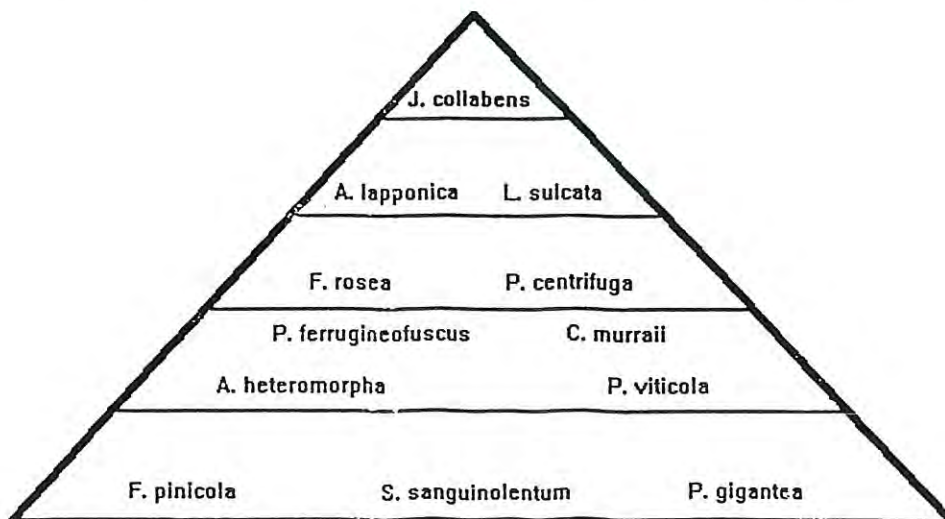 J. collabens
A. lapponica L. sulcata
F. rosea P. centrifuga
P. ferrugineofuscus C. murraii
A. heteromorpha P. viticola
F. pinicola S. sanguinolentum P. gigantea